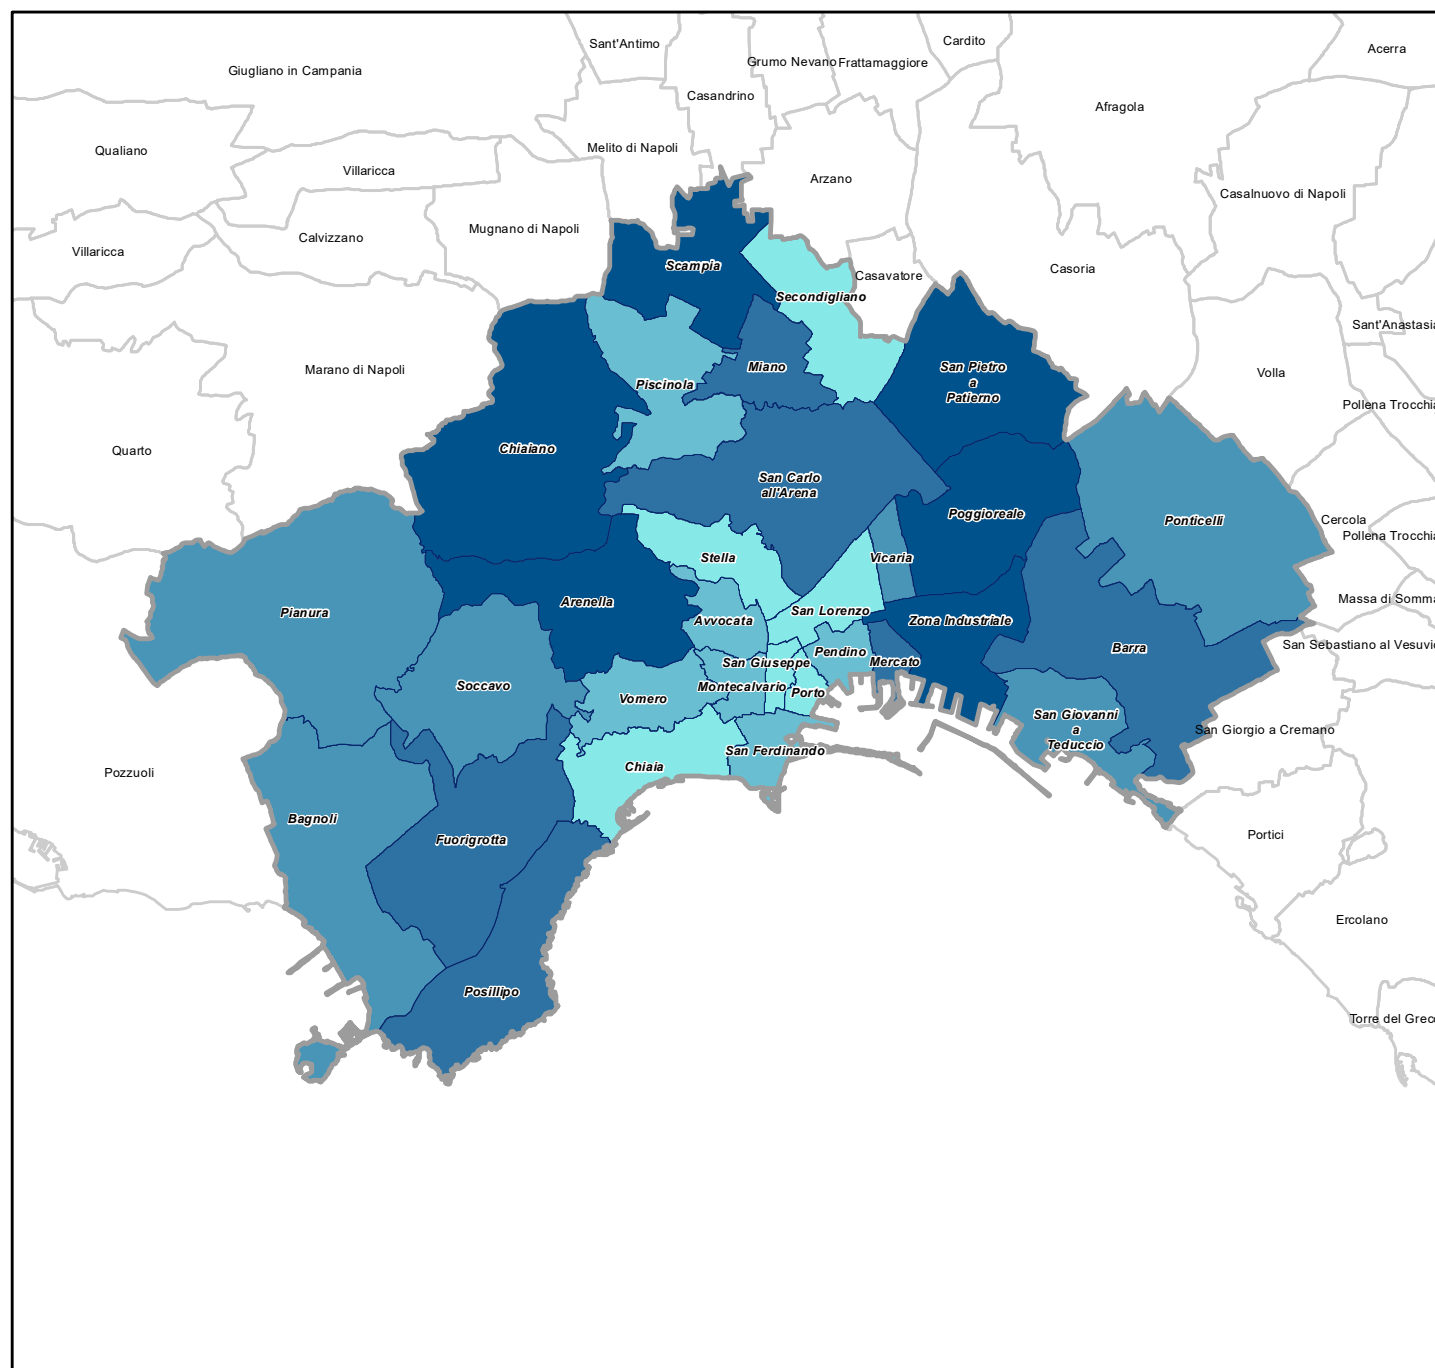 Sant'Antimo
Cardito
Acerra
Grumo Nevano
Frattamaggiore
Giugliano in Campania
Casandrino
Afragola
Qualiano
Melito di Napoli
Villaricca
Arzano
Casalnuovo di Napoli
Mugnano di Napoli
Calvizzano
Villaricca
Scampia
Casoria
Casavatore
Secondigliano
Sant'Anastasia
Marano di Napoli
Miano
San Pietro
a
Patierno
Volla
Piscinola
Pollena Trocchia
Quarto
Chiaiano
San Carlo
all'Arena
Poggioreale
Ponticelli
Cercola
Pollena Trocchia
Stella
Vicaria
Massa di Somma
Arenella
Pianura
San Lorenzo
Avvocata
Zona Industriale
San Sebastiano al Vesuvio
Barra
Pendino
San Giuseppe
Mercato
Soccavo
Montecalvario
Porto
Vomero
San Giovanni
a
Teduccio
San Giorgio a Cremano
San Ferdinando
Chiaia
Pozzuoli
Bagnoli
Fuorigrotta
Portici
Ercolano
Posillipo
Torre del Greco